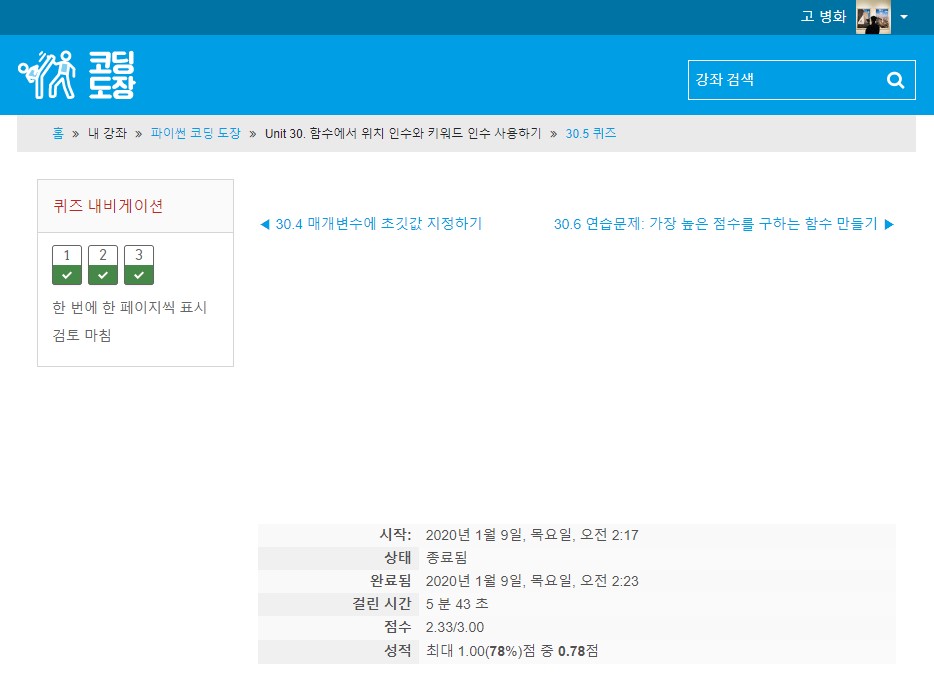 고 병화
코딩
도장
강좌 검색
홈 » 내 강좌 » 파이썬 코딩 도장 » Unit 30. 함수에서 위치 인수와 키워드 인수 사용하기 » 30.5 퀴즈
퀴즈 내비게이션
1 2 3
한 번에 한 페이지씩 표시
검토 마침
◀ 30.4 매개변수에 초깃값 지정하기
30.6 연습문제: 가장 높은 점수를 구하는 함수 만들기 ▶
시작: 2020년 1월 9일, 목요일, 오전 2:17
상태 종료됨
완료됨 2020년 1월 9일, 목요일, 오전 2:23
걸린 시간 5 분 43 초
점수 2.33/3.00
성적 최대 1.00(78%)점 중 0.78점